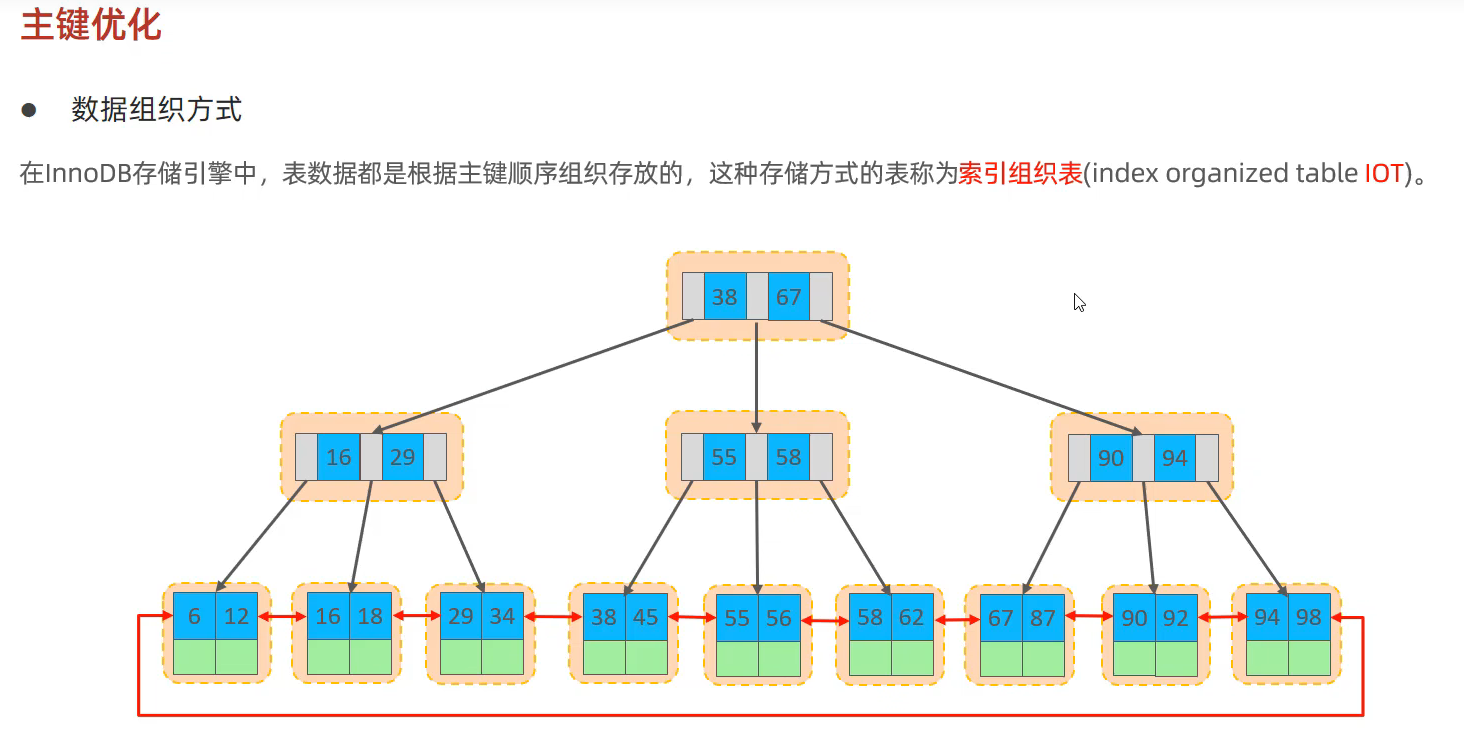 主键优化
● 数据组织方式
在InnoDB存储引擎中，表数据都是根据主键顺序组织存放的，这种存储方式的表称为索引组织表(index organized table IOT)。
38 67
16 29 55 58 90 94
6 12 16 18 29 34 38 45 55 56 58 62 67 87 90 92 94 98